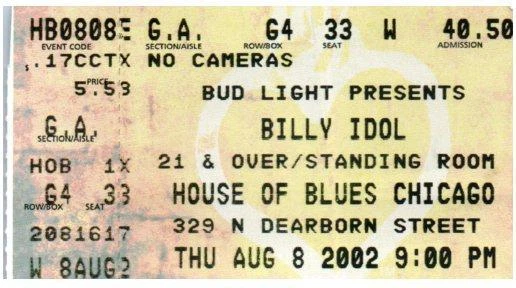 HB0808E G.A. G4 33 W 40.50
EVENT CODE SECTION/AISLE ROW/BOX SEAT ADMISSION
.17CCTX NO CAMERAS
PRICE
5.53 BUD LIGHT PRESENTS
G.A. BILLY IDOL
SECTION/AISLE
HOB 1X 21 & OVER/STANDING ROOM
G4 33 HOUSE OF BLUES CHICAGO
ROW/BOX SEAT
2081617 329 N DEARBORN STREET
W 8AUG2 THU AUG 8 2002 9:00 PM